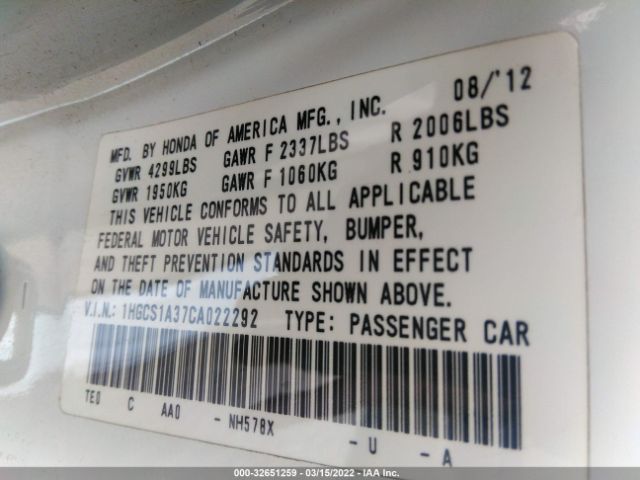 08/'12
MFD. BY HONDA OF AMERICA MFG., INC.
GVWR 4299LBS GAWR F 2337LBS R 2006LBS
GVWR 1950KG GAWR F 1060KG R 910KG
THIS VEHICLE CONFORMS TO ALL APPLICABLE
FEDERAL MOTOR VEHICLE SAFETY, BUMPER,
AND THEFT PREVENTION STANDARDS IN EFFECT
ON THE DATE OF MANUFACTURE SHOWN ABOVE.
V.I.N.: 1HGCS1A37CA022292 TYPE: PASSENGER CAR
TE0 C AA0 - NH578X - U - A
000-32651259 - 03/15/2022 - IAA Inc.